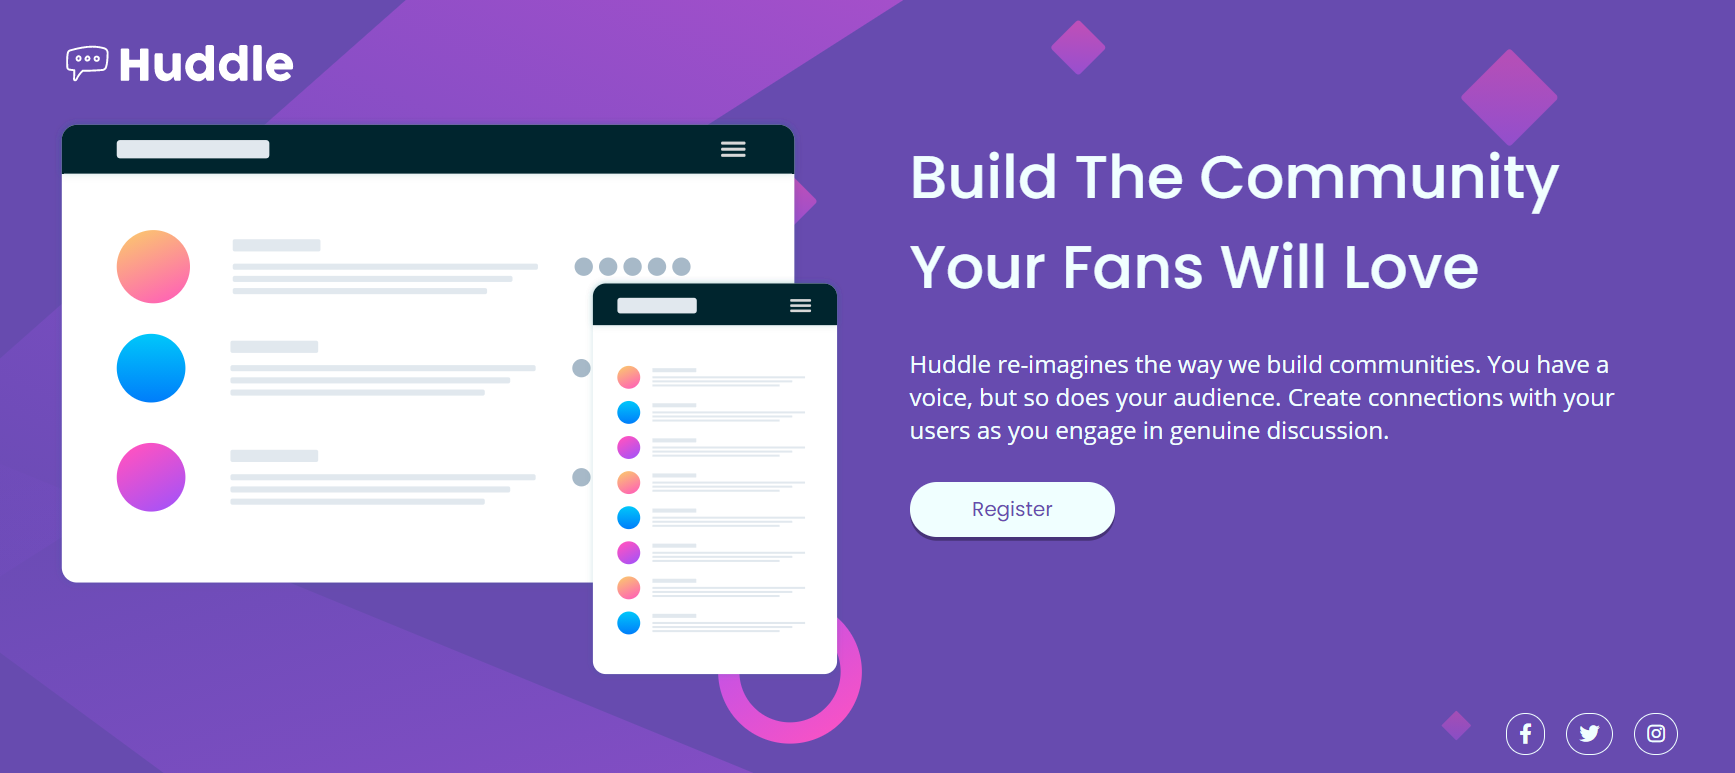 Huddle
Build The Community
Your Fans Will Love
Huddle re-imagines the way we build communities. You have a
voice, but so does your audience. Create connections with your
users as you engage in genuine discussion.
Register